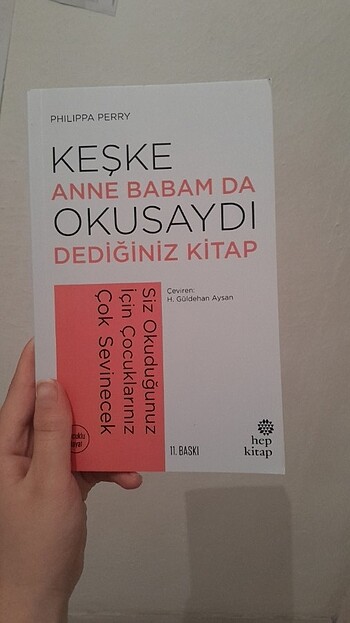 PHILIPPA PERRY
KEŞKE
ANNE BABAM DA
OKUSAYDI
DEDİĞİNİZ KİTAP
Siz Okuduğunuz
İçin Çocuklarınız
Çok Sevinecek
Çeviren:
H. Güldehan Aysan
11. BASKI
hep
kitap